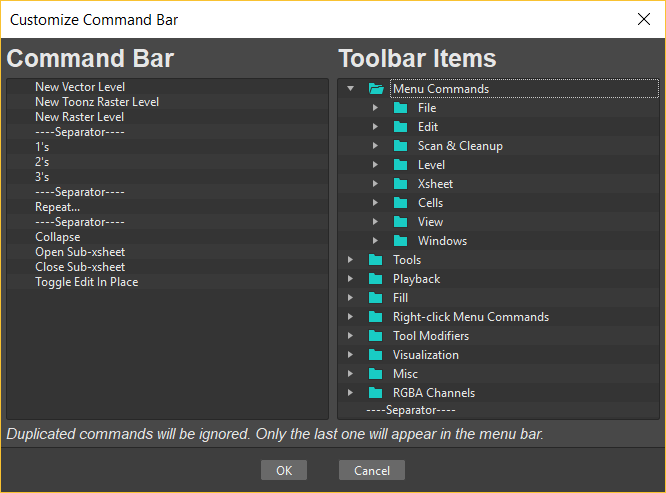 Customize Command Bar
Command Bar
New Vector Level
New Toonz Raster Level
New Raster Level
----Separator----
1's
2's
3's
----Separator----
Repeat...
----Separator----
Collapse
Open Sub-xsheet
Close Sub-xsheet
Toggle Edit In Place
Toolbar Items
Menu Commands
File
Edit
Scan & Cleanup
Level
Xsheet
Cells
View
Windows
Tools
Playback
Fill
Right-click Menu Commands
Tool Modifiers
Visualization
Misc
RGBA Channels
----Separator----
Duplicated commands will be ignored. Only the last one will appear in the menu bar.
OK
Cancel